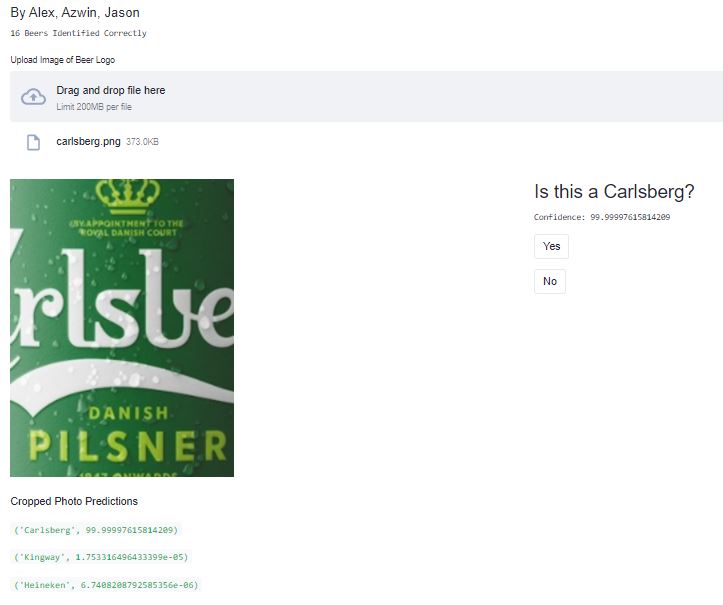 By Alex, Azwin, Jason
16 Beers Identified Correctly
Upload Image of Beer Logo
Drag and drop file here
Limit 200MB per file
carlsberg.png 373.0KB
BY APPOINTMENT TO THE
ROYAL DANISH COURT
rlsbe
DANISH
PILSNER
1847 ONWARDS
Is this a Carlsberg?
Confidence: 99.99997615814209
Yes
No
Cropped Photo Predictions
('Carlsberg', 99.99997615814209)
('Kingway', 1.753316496433399e-05)
('Heineken', 6.7408208792585356e-06)